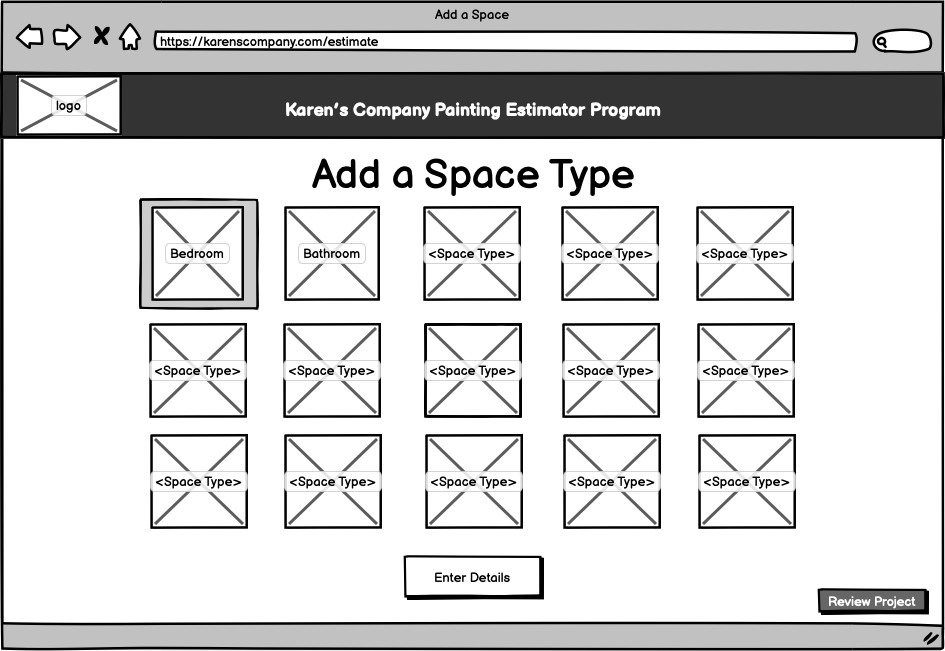 Add a Space
https://karenscompany.com/estimate
logo
Karen's Company Painting Estimator Program
Add a Space Type
Bedroom
Bathroom
<Space Type>
<Space Type>
<Space Type>
<Space Type>
<Space Type>
<Space Type>
<Space Type>
<Space Type>
<Space Type>
<Space Type>
<Space Type>
<Space Type>
<Space Type>
Enter Details
Review Project